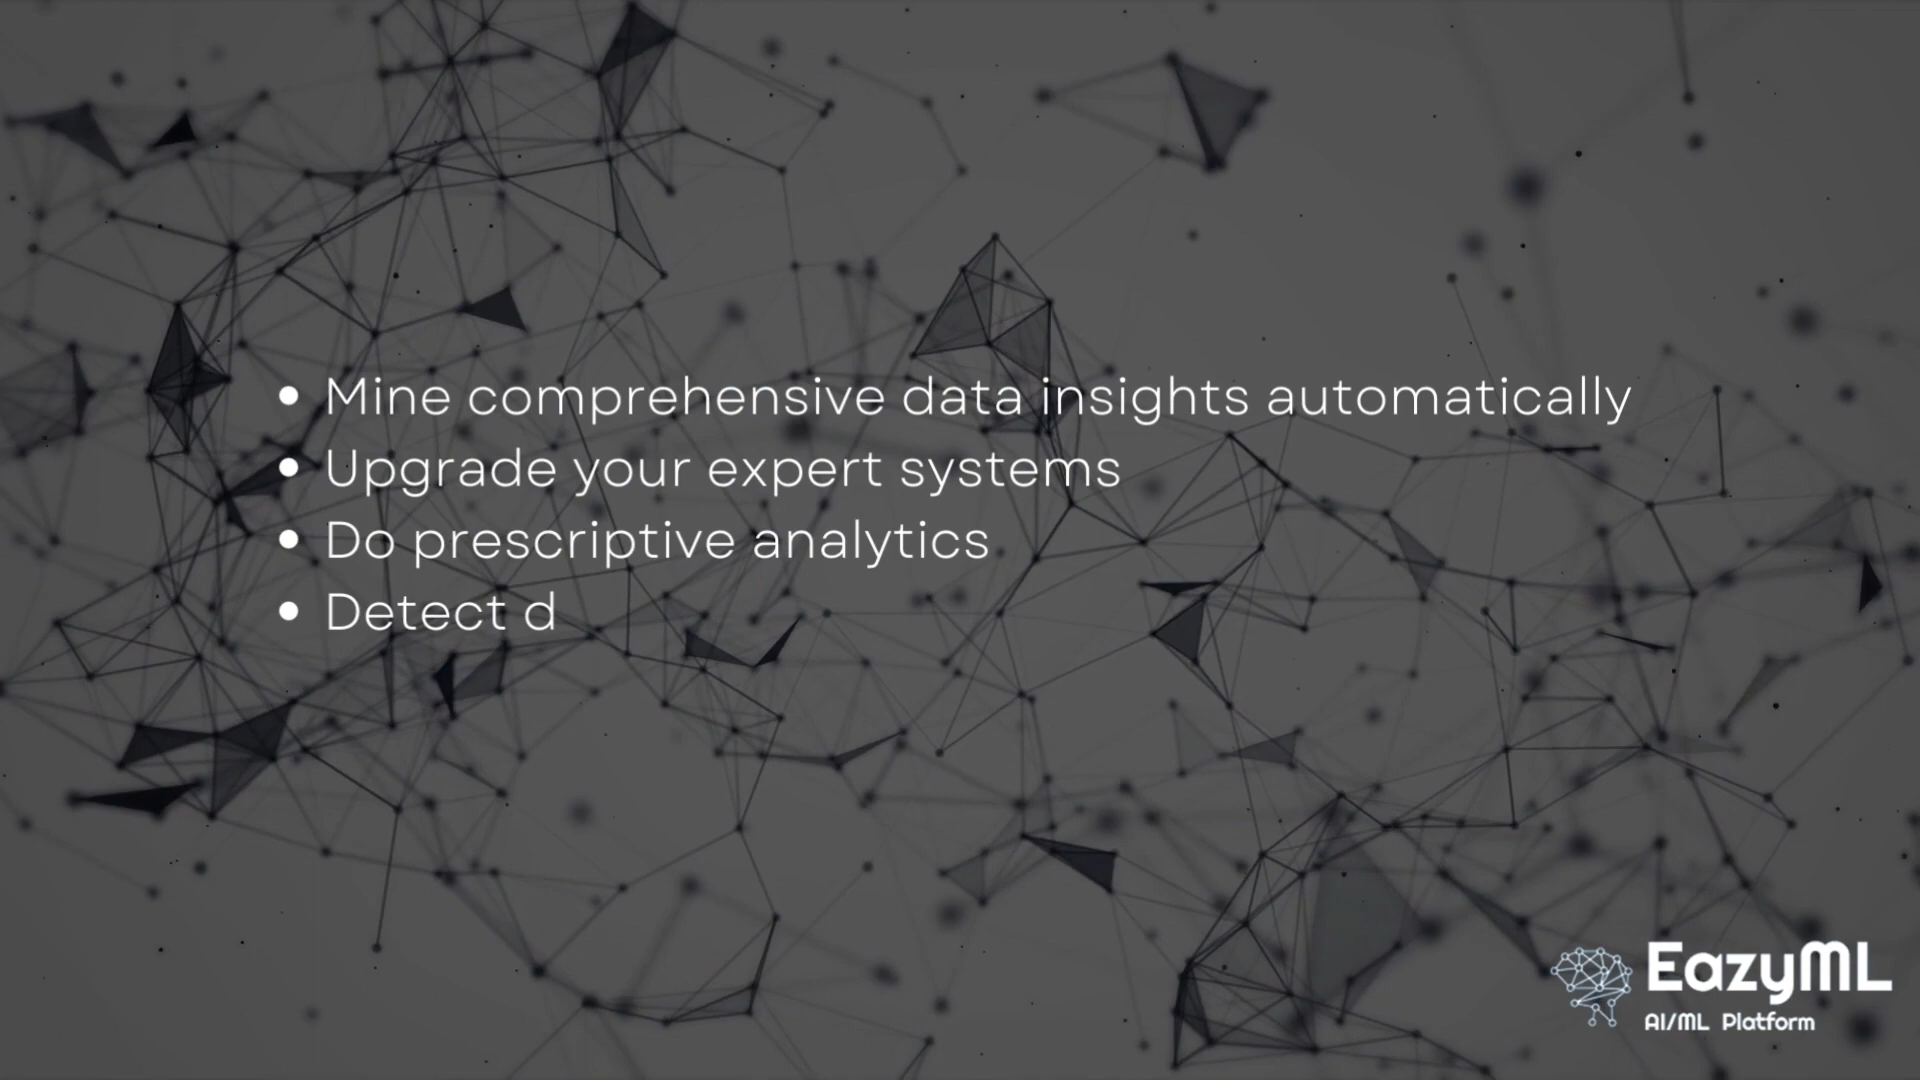 • Mine comprehensive data insights automatically
• Upgrade your expert systems
• Do prescriptive analytics
• Detect d
EazyML
AI/ML Platform